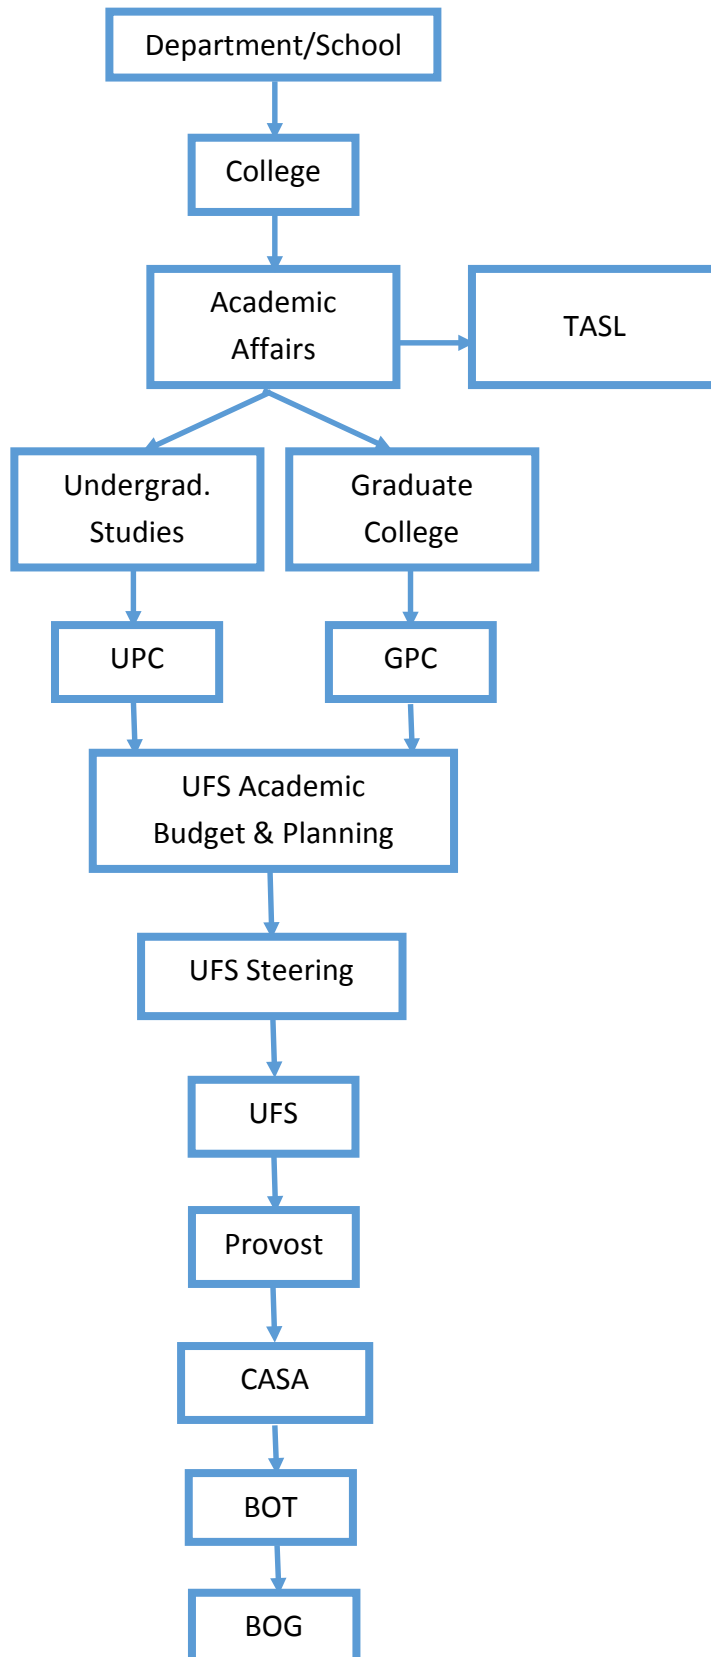 Department/School
College
Academic
Affairs
TASL
Undergrad.
Studies
Graduate
College
UPC
GPC
UFS Academic
Budget & Planning
UFS Steering
UFS
Provost
CASA
BOT
BOG